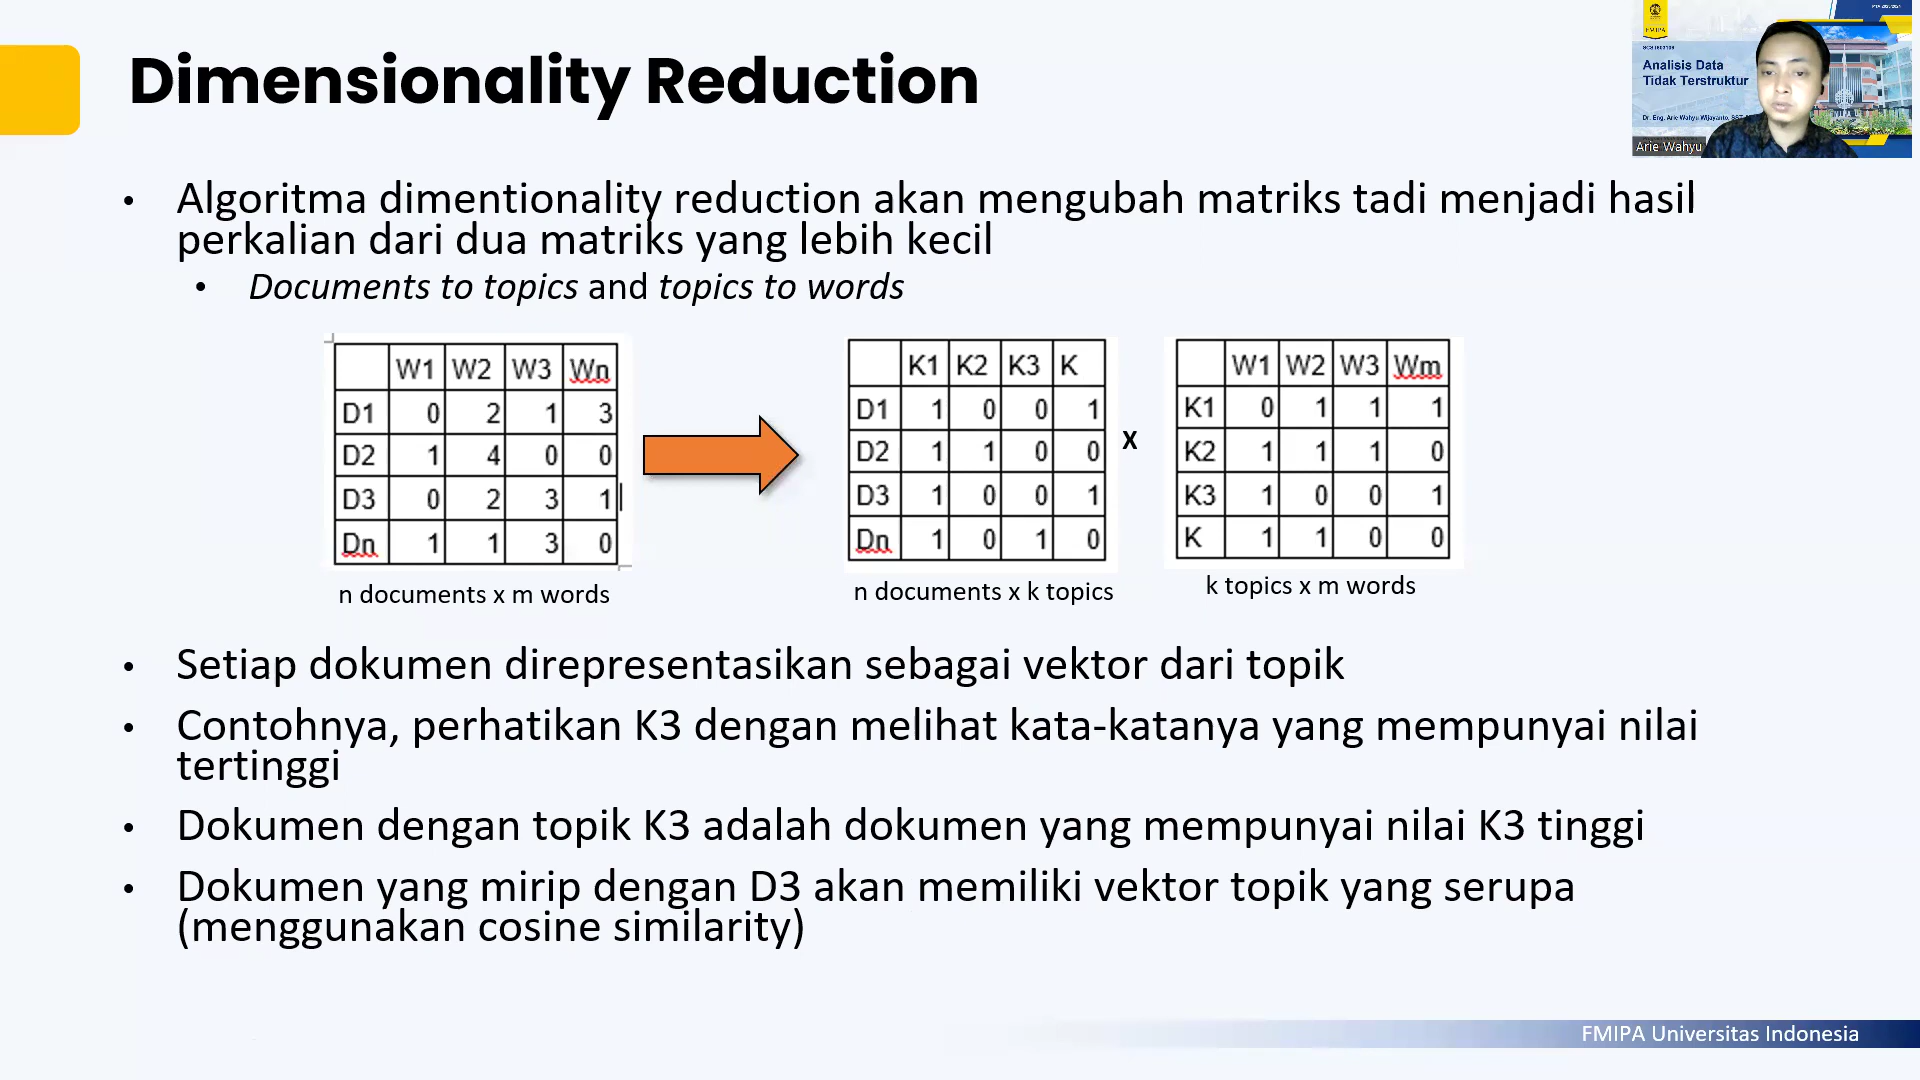 Dimensionality Reduction
FMIPA
Analisis Data
Tidak Terstruktur
Dr. Eng. Arie Wahyu Wijayanto, SST,
Arie Wahyu
• Algoritma dimentionality reduction akan mengubah matriks tadi menjadi hasil
perkalian dari dua matriks yang lebih kecil
• Documents to topics and topics to words
W1 W2 W3 Wn
D1 0 2 1 3
D2 1 4 0 0
D3 0 2 3 1
Dn 1 1 3 0
n documents x m words
K1 K2 K3 K
D1 1 0 0 1
D2 1 1 0 0
D3 1 0 0 1
Dn 1 0 1 0
n documents x k topics
x
W1 W2 W3 Wm
K1 0 1 1 1
K2 1 1 1 0
K3 1 0 0 1
K 1 1 0 0
k topics x m words
• Setiap dokumen direpresentasikan sebagai vektor dari topik
• Contohnya, perhatikan K3 dengan melihat kata-katanya yang mempunyai nilai
tertinggi
• Dokumen dengan topik K3 adalah dokumen yang mempunyai nilai K3 tinggi
• Dokumen yang mirip dengan D3 akan memiliki vektor topik yang serupa
(menggunakan cosine similarity)
FMIPA Universitas Indonesia